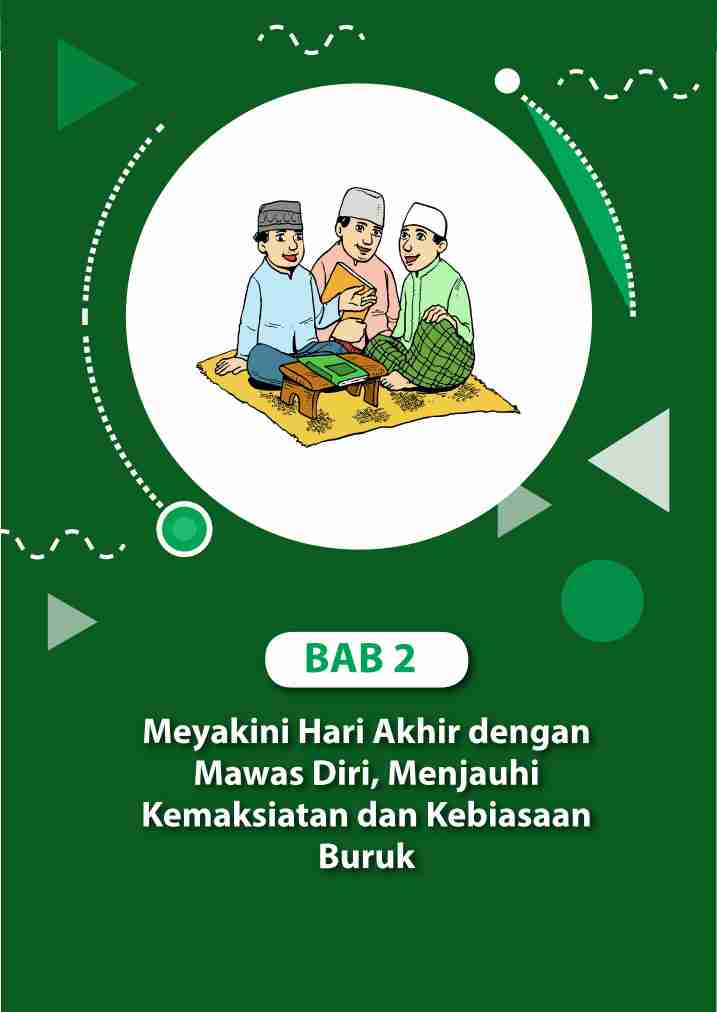 BAB 2
Meyakini Hari Akhir dengan
Mawas Diri, Menjauhi
Kemaksiatan dan Kebiasaan
Buruk